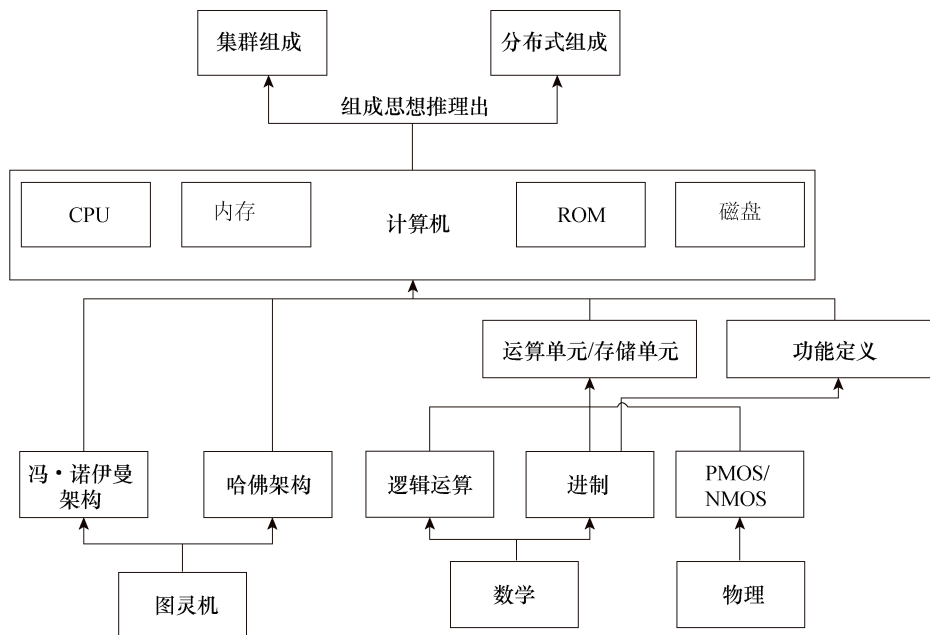 集群组成
分布式组成
组成思想推理出
CPU
内存
计算机
ROM
磁盘
运算单元/存储单元
功能定义
冯·诺伊曼
架构
哈佛架构
逻辑运算
进制
PMOS/
NMOS
图灵机
数学
物理